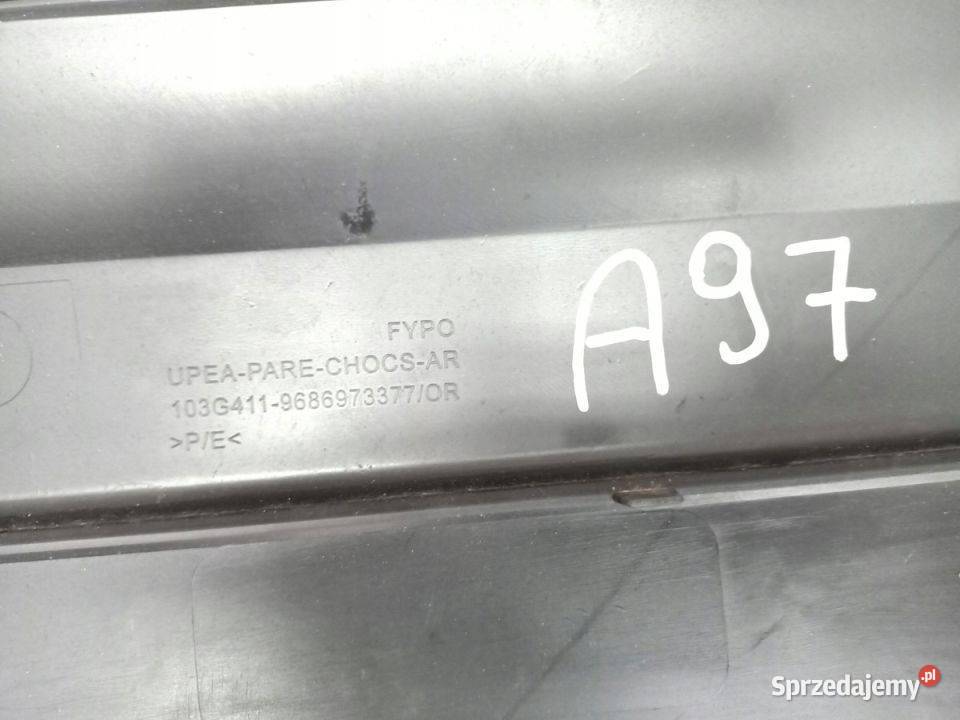 FYPO
UPEA-PARE-CHOCS-AR
103G411-9686973377/OR
>P/E<
A97
Sprzedajemy.pl